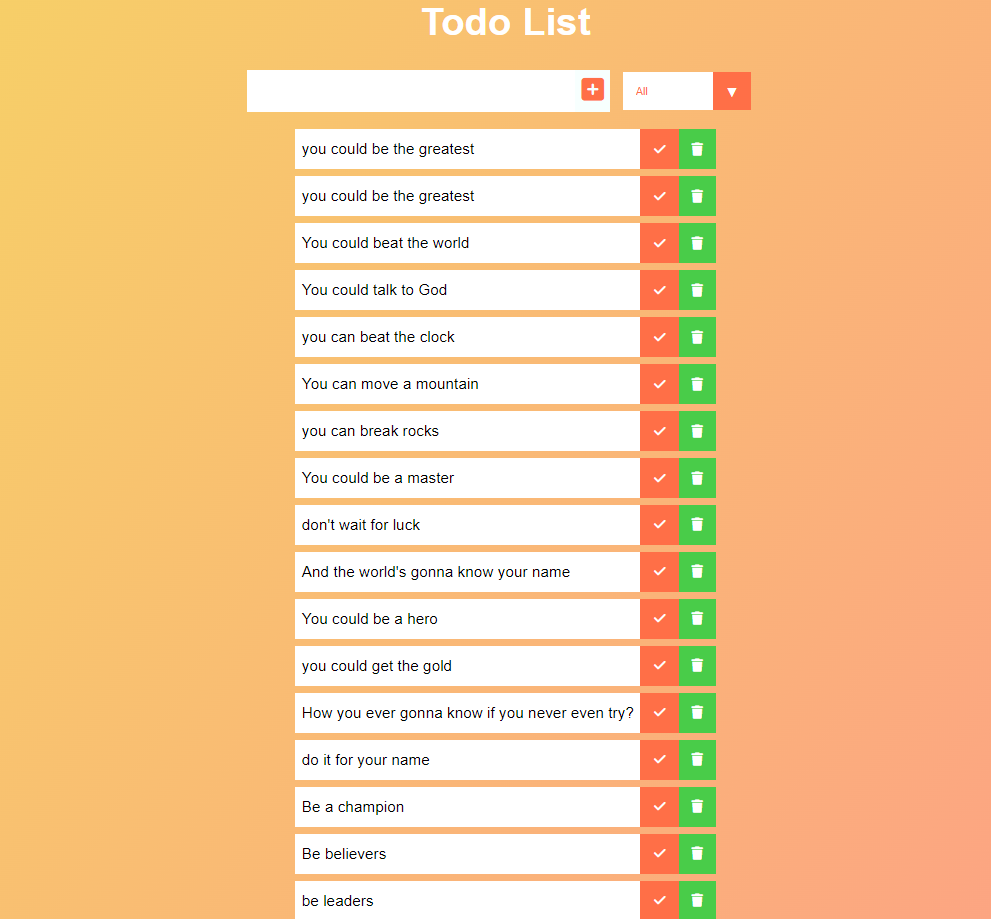 Todo List
All
you could be the greatest
you could be the greatest
You could beat the world
You could talk to God
you can beat the clock
You can move a mountain
you can break rocks
You could be a master
don't wait for luck
And the world's gonna know your name
You could be a hero
you could get the gold
How you ever gonna know if you never even try?
do it for your name
Be a champion
Be believers
be leaders